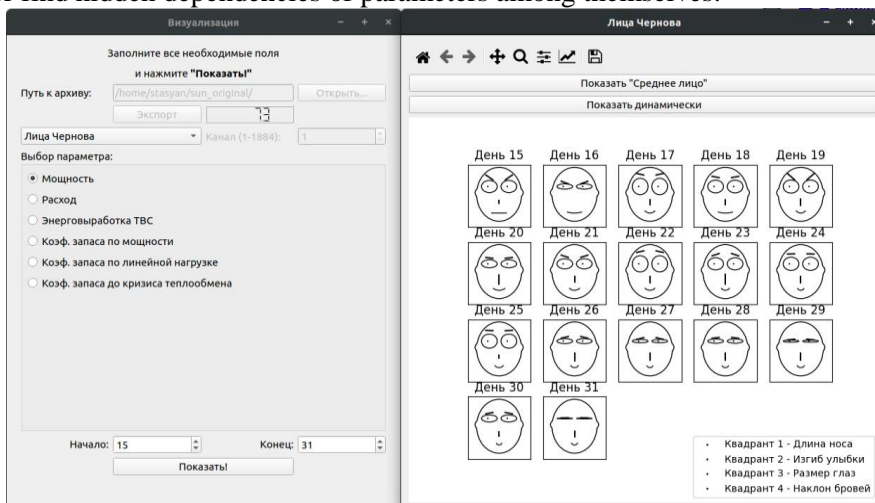 or find hidden dependencies of parameters among themselves.
Визуализация
Заполните все необходимые поля
и нажмите "Показать!"
Путь к архиву: /home/stasyan/sun_original/ Открыть...
Экспорт 73
Лица Чернова Канал (1-1884): 1
Выбор параметра:
Мощность
Расход
Энерговыработка ТВС
Коэф. запаса по мощности
Коэф. запаса по линейной нагрузке
Коэф. запаса до кризиса теплообмена
Начало: 15 Конец: 31
Показать!
Лица Чернова
Показать "Среднее лицо"
Показать динамически
День 15 День 16 День 17 День 18 День 19
День 20 День 21 День 22 День 23 День 24
День 25 День 26 День 27 День 28 День 29
День 30 День 31
Квадрант 1 - Длина носа
Квадрант 2 - Изгиб улыбки
Квадрант 3 - Размер глаз
Квадрант 4 - Наклон бровей